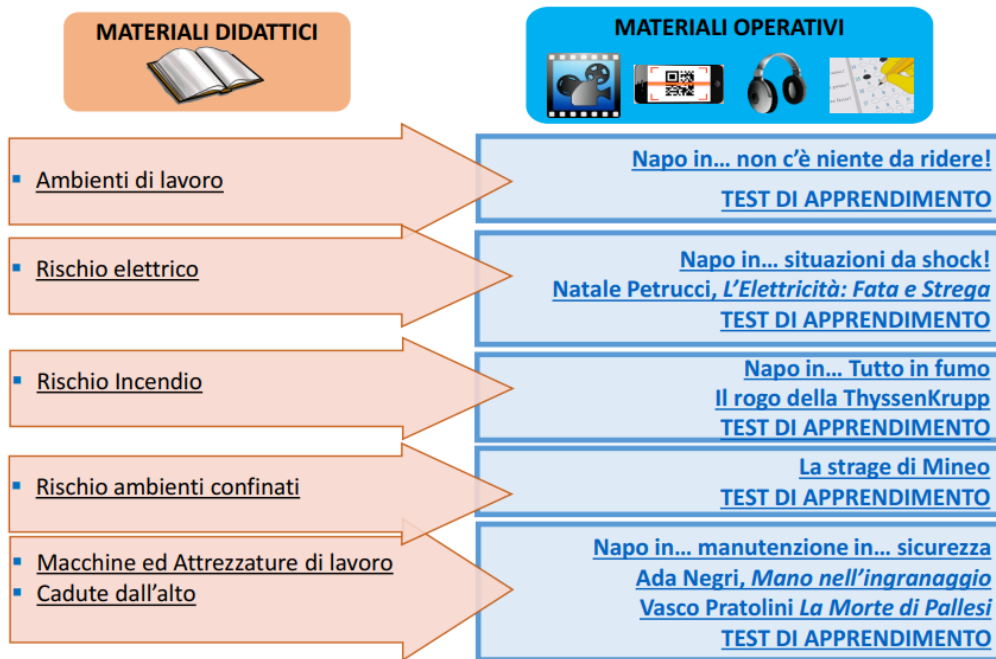 MATERIALI DIDATTICI
MATERIALI OPERATIVI
Ambienti di lavoro
Napo in... non c'è niente da ridere!
TEST DI APPRENDIMENTO
Rischio elettrico
Napo in... situazioni da shock!
Natale Petrucci, L'Elettricità: Fata e Strega
TEST DI APPRENDIMENTO
Rischio Incendio
Napo in... Tutto in fumo
Il rogo della ThyssenKrupp
TEST DI APPRENDIMENTO
Rischio ambienti confinati
La strage di Mineo
TEST DI APPRENDIMENTO
Macchine ed Attrezzature di lavoro
Cadute dall'alto
Napo in... manutenzione in... sicurezza
Ada Negri, Mano nell'ingranaggio
Vasco Pratolini La Morte di Pallesi
TEST DI APPRENDIMENTO